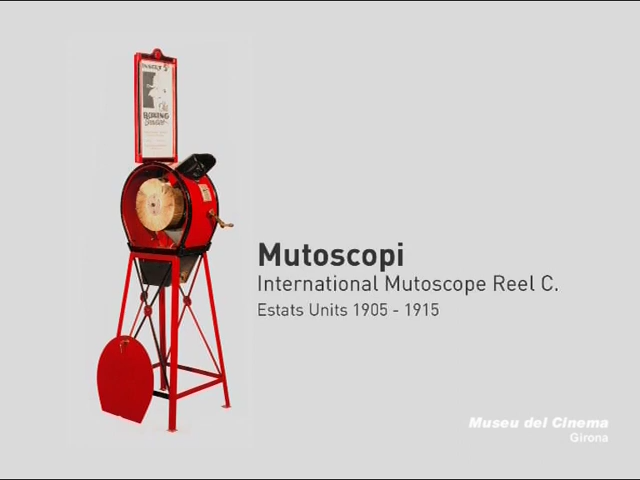 BOXING
Mutoscopi
International Mutoscope Reel C.
Estats Units 1905 - 1915
Museu del Cinema
Girona